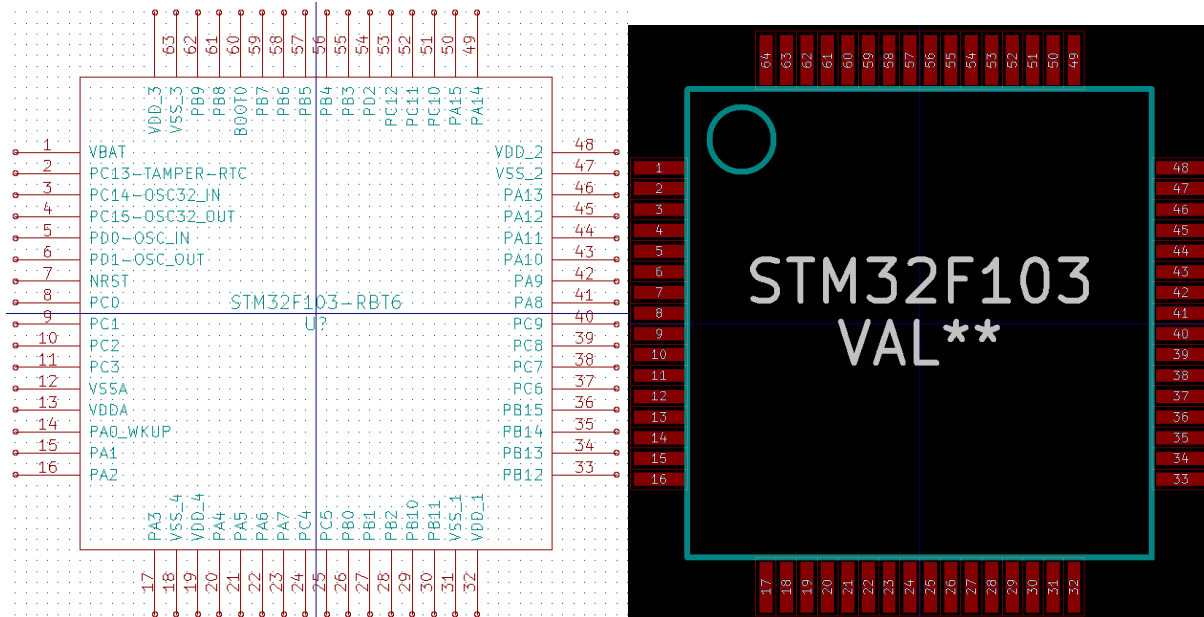 63 62 61 60 59 58 57 56 55 54 53 52 51 50 49
VDD_3 VSS_3 PB9 PB8 BOOT0 PB7 PB6 PB5 PB4 PB3 PD2 PC12 PC11 PC10 PA15 PA14
1 VBAT
2 PC13-TAMPER-RTC
3 PC14-OSC32_IN
4 PC15-OSC32_OUT
5 PD0-OSC_IN
6 PD1-OSC_OUT
7 NRST
8 PC0
9 PC1
10 PC2
11 PC3
12 VSSA
13 VDDA
14 PA0_WKUP
15 PA1
16 PA2
STM32F103-RBT6
U?
VDD_2 48
VSS_2 47
PA13 46
PA12 45
PA11 44
PA10 43
PA9 42
PA8 41
PC9 40
PC8 39
PC7 38
PC6 37
PB15 36
PB14 35
PB13 34
PB12 33
PA3 VSS_4 VDD_4 PA4 PA5 PA6 PA7 PC4 PC5 PB0 PB1 PB2 PB10 PB11 VSS_1 VDD_1
17 18 19 20 21 22 23 24 25 26 27 28 29 30 31 32
64 63 62 61 60 59 58 57 56 55 54 53 52 51 50 49
1
2
3
4
5
6
7
8
9
10
11
12
13
14
15
16
STM32F103
VAL**
48
47
46
45
44
43
42
41
40
39
38
37
36
35
34
33
17 18 19 20 21 22 23 24 25 26 27 28 29 30 31 32